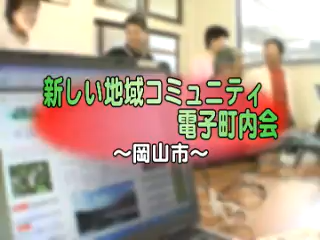 新しい地域コミュニティ
電子町内会
～岡山市～